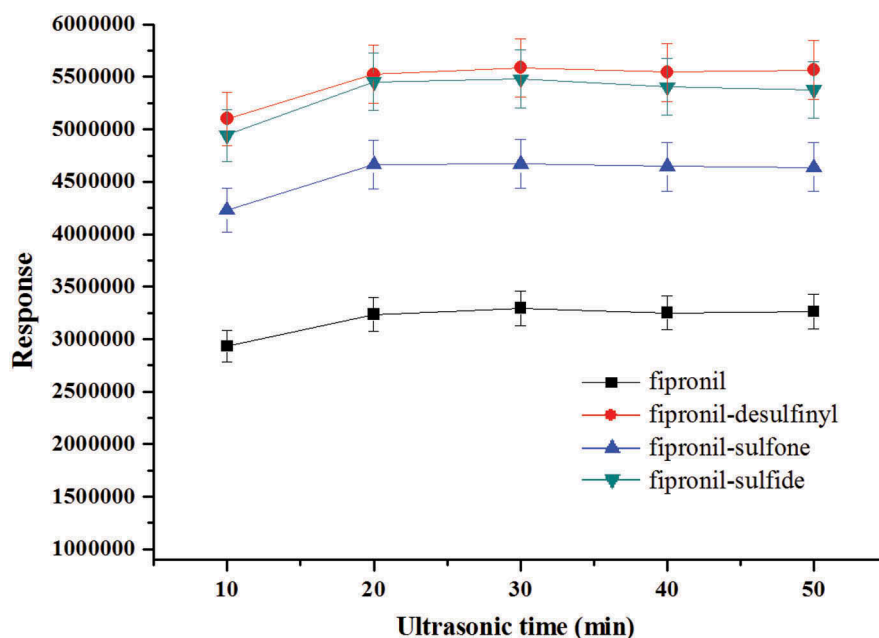 6000000
5500000
5000000
4500000
4000000
3500000
3000000
2500000
2000000
1500000
1000000
Response
fipronil
fipronil-desulfinyl
fipronil-sulfone
fipronil-sulfide
10 20 30 40 50
Ultrasonic time (min)